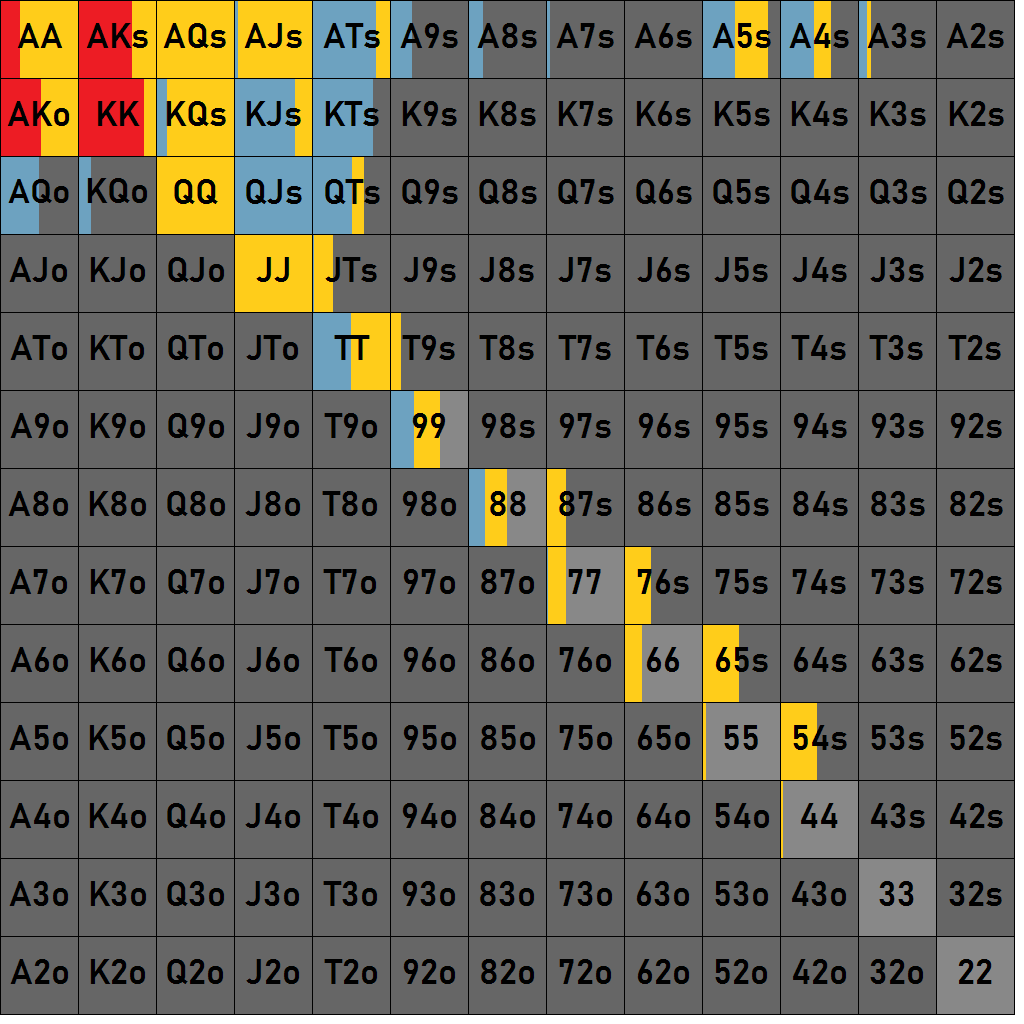 AA AKs AQs AJs ATs A9s A8s A7s A6s A5s A4s A3s A2s
AKo KK KQs KJs KTs K9s K8s K7s K6s K5s K4s K3s K2s
AQo KQo QQ QJs QTs Q9s Q8s Q7s Q6s Q5s Q4s Q3s Q2s
AJo KJo QJo JJ JTs J9s J8s J7s J6s J5s J4s J3s J2s
ATo KTo QTo JTo TT T9s T8s T7s T6s T5s T4s T3s T2s
A9o K9o Q9o J9o T9o 99 98s 97s 96s 95s 94s 93s 92s
A8o K8o Q8o J8o T8o 98o 88 87s 86s 85s 84s 83s 82s
A7o K7o Q7o J7o T7o 97o 87o 77 76s 75s 74s 73s 72s
A6o K6o Q6o J6o T6o 96o 86o 76o 66 65s 64s 63s 62s
A5o K5o Q5o J5o T5o 95o 85o 75o 65o 55 54s 53s 52s
A4o K4o Q4o J4o T4o 94o 84o 74o 64o 54o 44 43s 42s
A3o K3o Q3o J3o T3o 93o 83o 73o 63o 53o 43o 33 32s
A2o K2o Q2o J2o T2o 92o 82o 72o 62o 52o 42o 32o 22